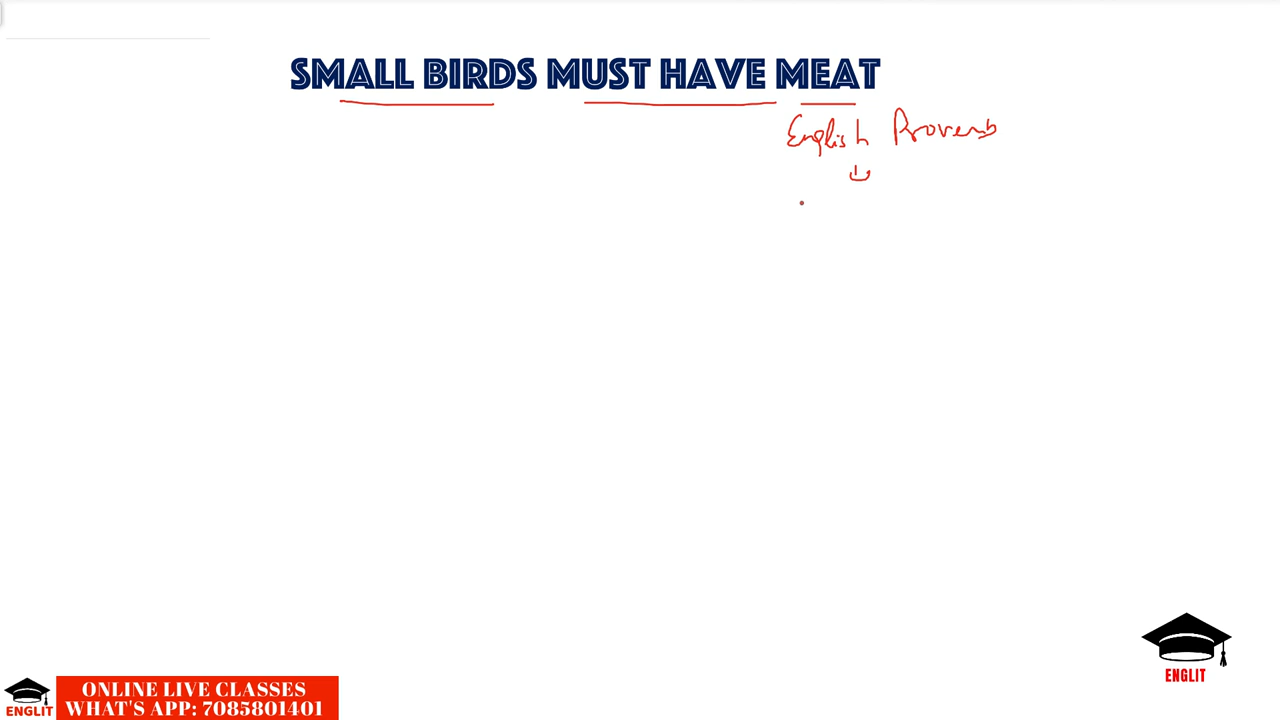 SMALL BIRDS MUST HAVE MEAT
English Proverb
ENGLIT
ONLINE LIVE CLASSES
WHAT'S APP: 7085801401
ENGLIT